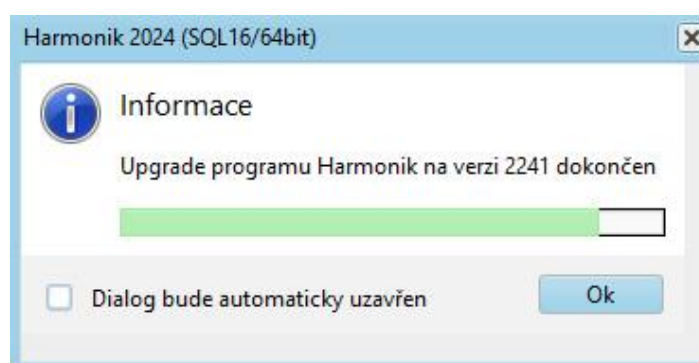 Harmonik 2024 (SQL16/64bit)
Informace
Upgrade programu Harmonik na verzi 2241 dokončen
Dialog bude automaticky uzavřen
Ok